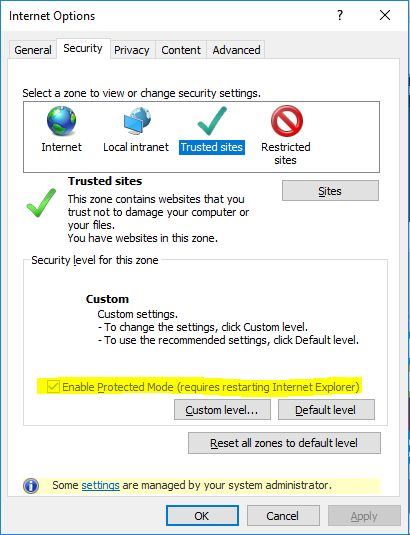 Internet Options
General Security Privacy Content Advanced
Select a zone to view or change security settings.
Internet Local intranet Trusted sites Restricted
sites
Trusted sites
Sites
This zone contains websites that you
trust not to damage your computer or
your files.
You have websites in this zone.
Security level for this zone
Custom
Custom settings.
- To change the settings, click Custom level.
- To use the recommended settings, click Default level.
Enable Protected Mode (requires restarting Internet Explorer)
Custom level... Default level
Reset all zones to default level
Some settings are managed by your system administrator.
OK Cancel Apply